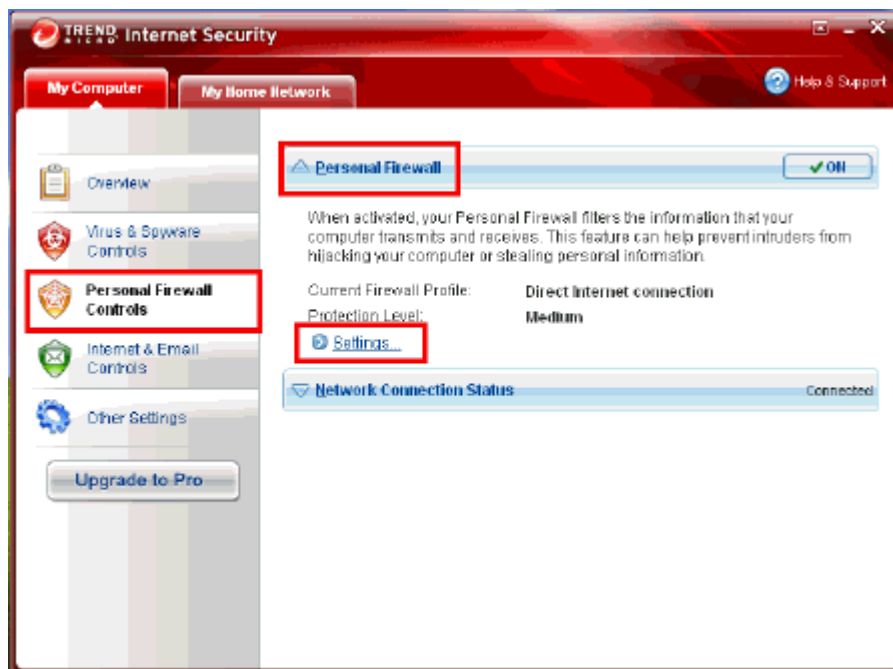 TREND MICRO Internet Security
My Computer
My Home Network
Help & Support
Overview
Virus & Spyware
Controls
Personal Firewall
Controls
Internet & Email
Controls
Other Settings
Upgrade to Pro
Personal Firewall
ON
When activated, your Personal Firewall filters the information that your
computer transmits and receives. This feature can help prevent intruders from
hijacking your computer or stealing personal information.
Current Firewall Profile: Direct Internet connection
Protection Level: Medium
Settings...
Network Connection Status
Connected